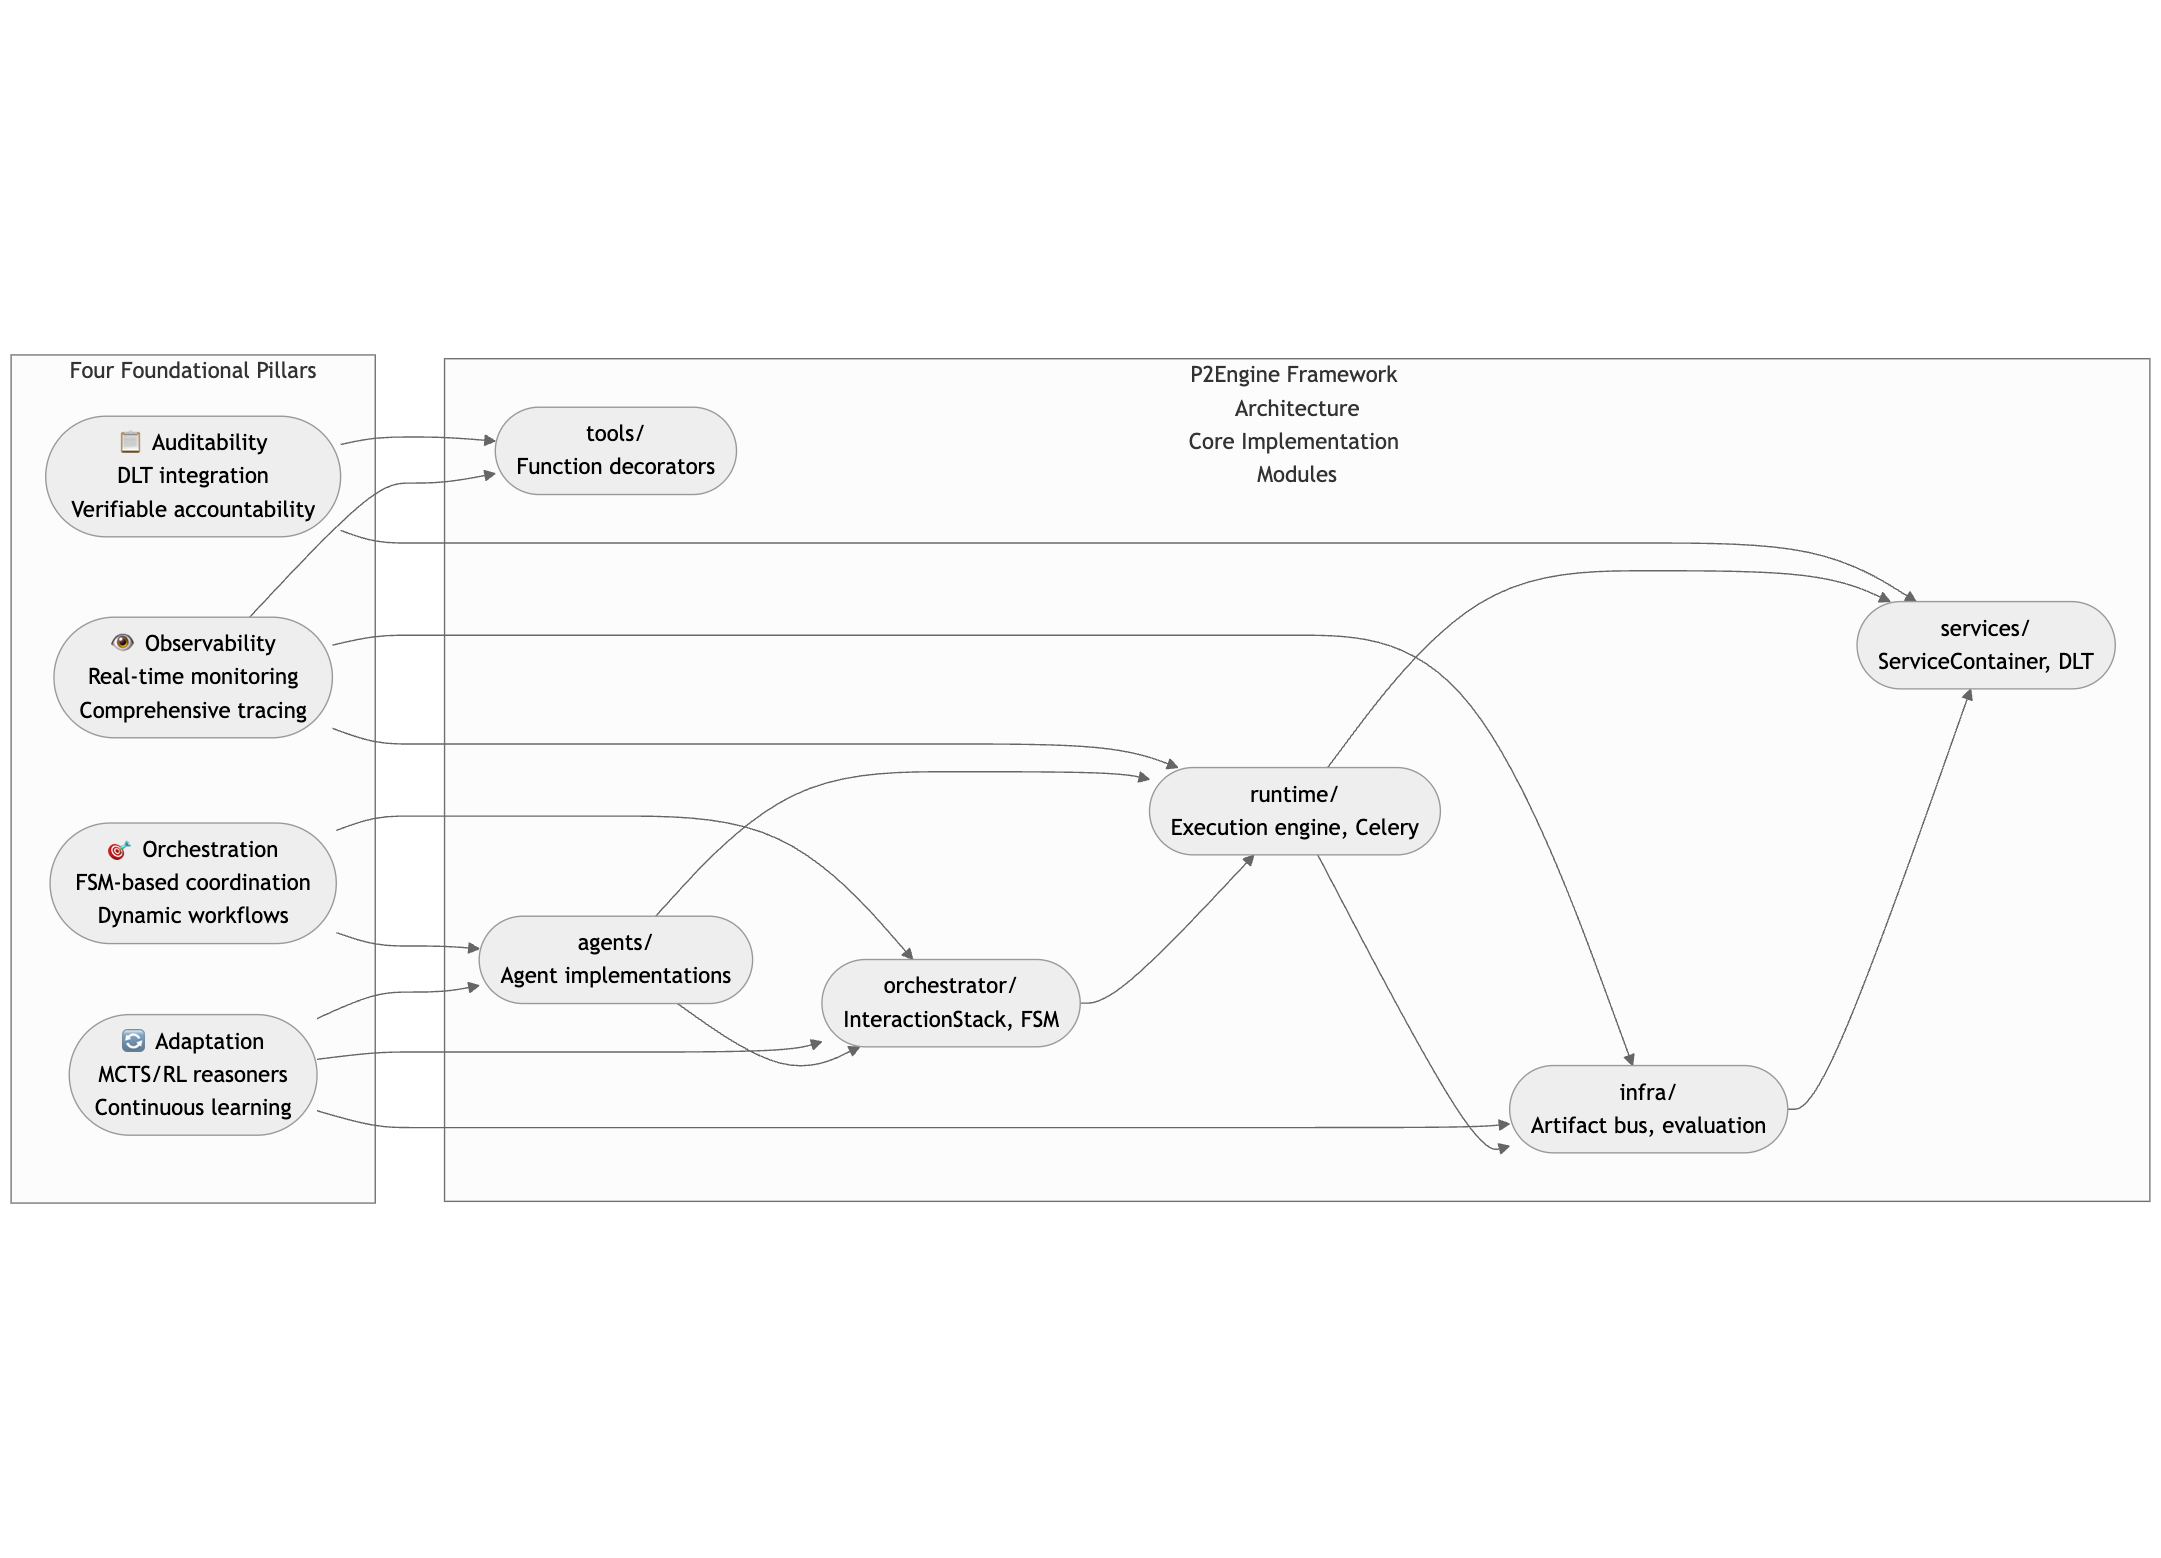 Four Foundational Pillars
📋 Auditability
DLT integration
Verifiable accountability
👁️ Observability
Real-time monitoring
Comprehensive tracing
🎯 Orchestration
FSM-based coordination
Dynamic workflows
🔄 Adaptation
MCTS/RL reasoners
Continuous learning
P2Engine Framework
Architecture
Core Implementation
Modules
tools/
Function decorators
services/
ServiceContainer, DLT
runtime/
Execution engine, Celery
agents/
Agent implementations
orchestrator/
InteractionStack, FSM
infra/
Artifact bus, evaluation